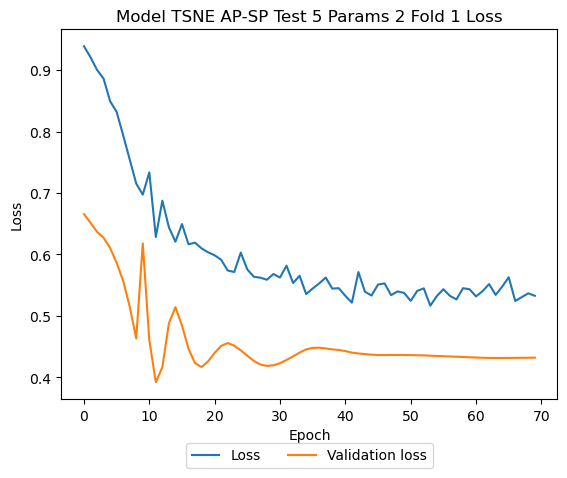 Model TSNE AP-SP Test 5 Params 2 Fold 1 Loss
0.9
0.8
0.7
0.6
0.5
0.4
Loss
0 10 20 30 40 50 60 70
Epoch
Loss Validation loss